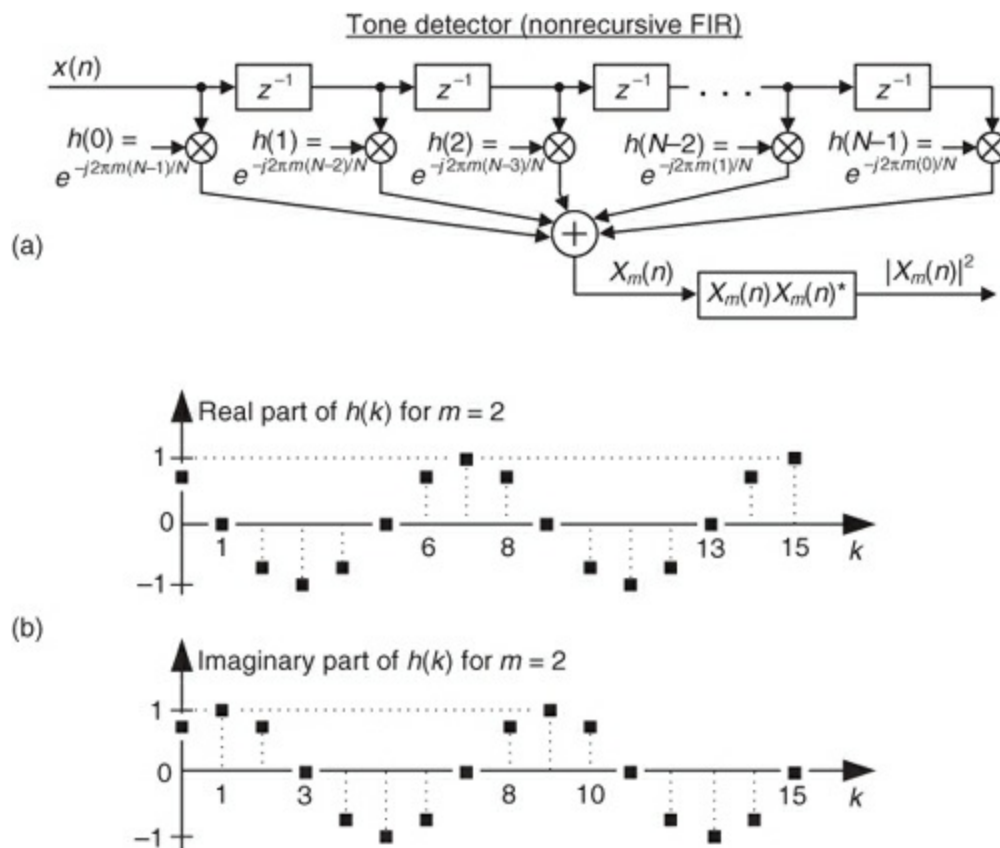 Tone detector (nonrecursive FIR)
x(n)
z⁻¹ z⁻¹ z⁻¹ . . . z⁻¹
h(0) = h(1) = h(2) = h(N–2) = h(N–1) =
e^–j2πm(N–1)/N e^–j2πm(N–2)/N e^–j2πm(N–3)/N e^–j2πm(1)/N e^–j2πm(0)/N
+
(a)
Xₘ(n) Xₘ(n)Xₘ(n)* |Xₘ(n)|²
Real part of h(k) for m = 2
1
0
1 6 8 13 15 k
–1
(b)
Imaginary part of h(k) for m = 2
1
0
1 3 8 10 15 k
–1